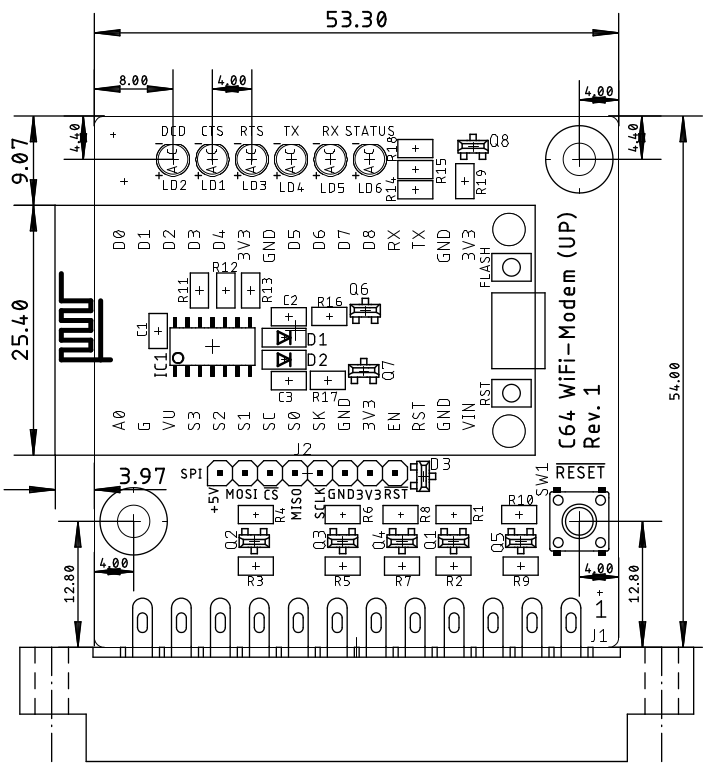 53.30
8.00
4.00
4.00
4.40
4.40
9.07
25.40
54.00
DCD CTS RTS TX RX STATUS
A C A C A C A C A C A C
LD2 LD1 LD3 LD4 LD5 LD6
R18
R15
R14
R19
Q8
D0 D1 D2 D3 D4 3V3 GND D5 D6 D7 D8 RX TX GND 3V3
FLASH
R11
R12
R13
C2
R16
Q6
C1
IC1
D1
D2
C3
R17
Q7
RST
A0 G VU S3 S2 S1 SC S0 SK GND 3V3 EN RST GND VIN
C64 WiFi-Modem (UP)
Rev. 1
J2
SPI
+5V MOSI CS MISO SCLK GND 3V3 RST
D3
3.97
SW1
RESET
R4 R6 R8 R1 R10
Q2 Q3 Q4 Q1 Q5
R3 R5 R7 R2 R9
4.00
12.80
4.00
12.80
1
J1